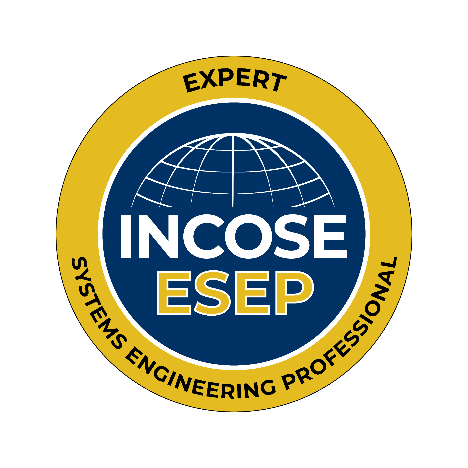 EXPERT
INCOSE
ESEP
SYSTEMS ENGINEERING PROFESSIONAL